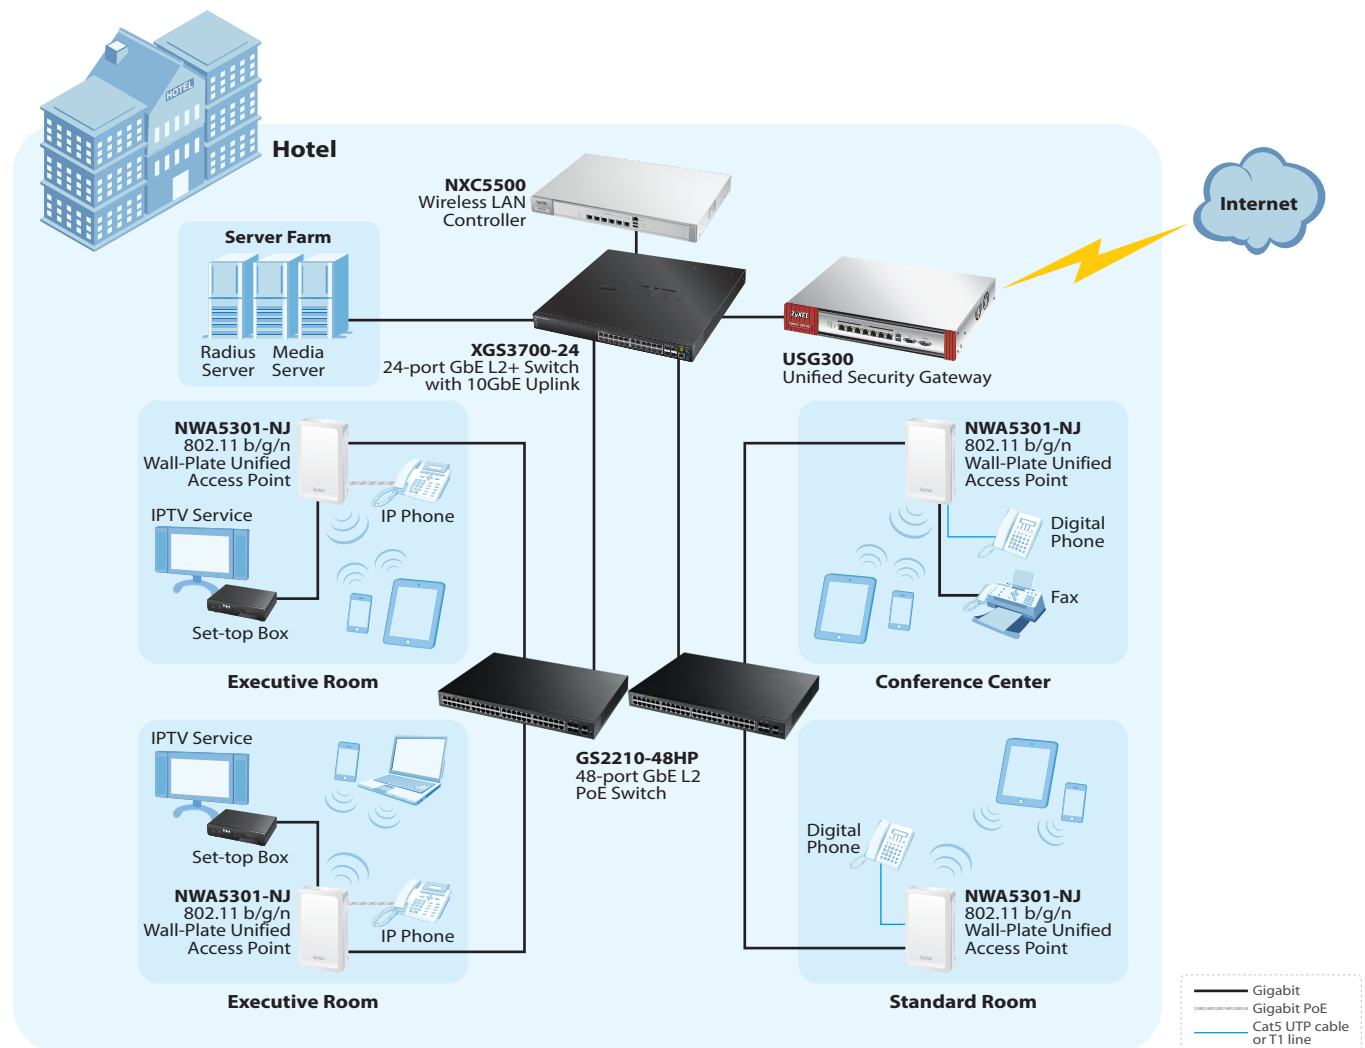 HOTEL
Hotel
NXC5500
Wireless LAN
Controller
Internet
Server Farm
Radius
Server
Media
Server
ZyXEL
XGS3700-24
24-port GbE L2+ Switch
with 10GbE Uplink
ZyXEL
USG300
Unified Security Gateway
NWA5301-NJ
802.11 b/g/n
Wall-Plate Unified
Access Point
IP Phone
IPTV Service
Set-top Box
Executive Room
NWA5301-NJ
802.11 b/g/n
Wall-Plate Unified
Access Point
Digital
Phone
Fax
Conference Center
GS2210-48HP
48-port GbE L2
PoE Switch
IPTV Service
Set-top Box
NWA5301-NJ
802.11 b/g/n
Wall-Plate Unified
Access Point
IP Phone
Executive Room
Digital
Phone
NWA5301-NJ
802.11 b/g/n
Wall-Plate Unified
Access Point
Standard Room
Gigabit
Gigabit PoE
Cat5 UTP cable
or T1 line